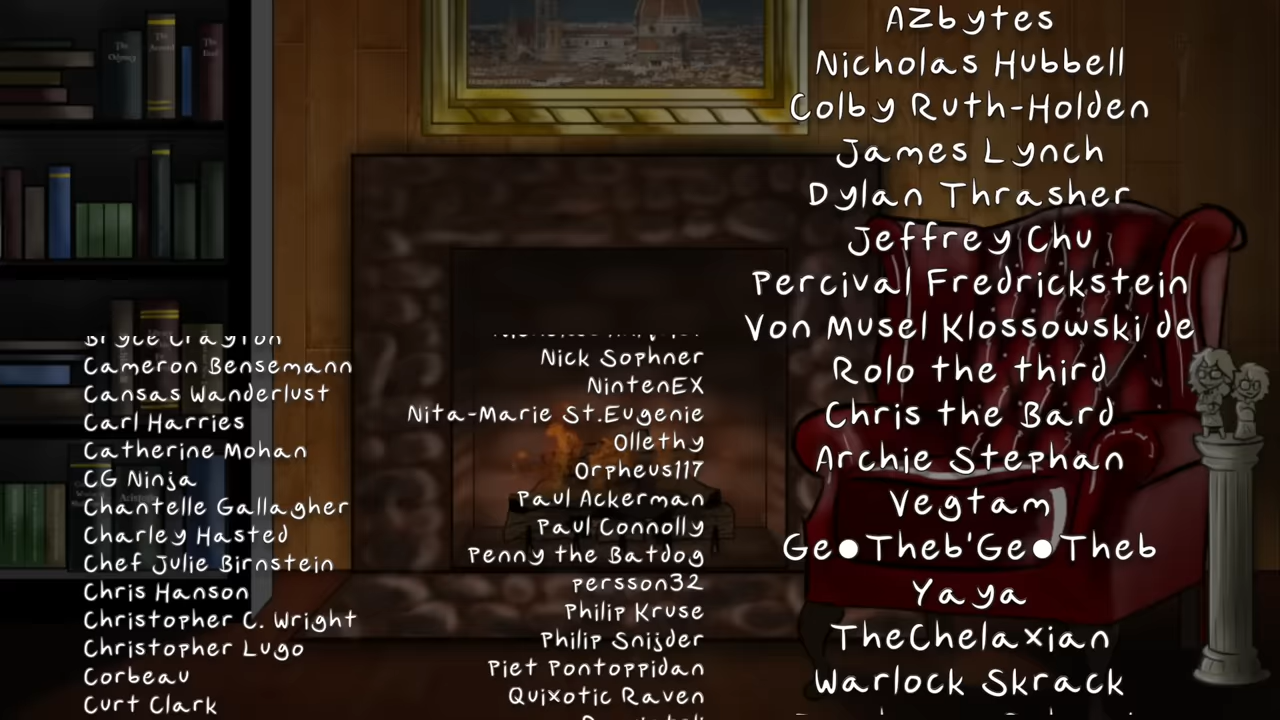 Bryce Crayton
Cameron Bensemann
Cansas Wanderlust
Carl Harries
Catherine Mohan
CG Ninja
Chantelle Gallagher
Charley Hasted
Chef Julie Birnstein
Chris Hanson
Christopher C. Wright
Christopher Lugo
Corbeau
Curt Clark
Nick Sophner
NintenEX
Nita-Marie St.Eugenie
Ollethy
Orpheus117
Paul Ackerman
Paul Connolly
Penny the Batdog
persson32
Philip Kruse
Philip Snijder
Piet Pontoppidan
Quixotic Raven
AZbytes
Nicholas Hubbell
Colby Ruth-Holden
James Lynch
Dylan Thrasher
Jeffrey Chu
Percival Fredrickstein
Von Musel Klossowski de
Rolo the third
Chris the Bard
Archie Stephan
Vegtam
Ge●Theb'Ge●Theb
Yaya
TheChelaxian
Warlock Skrack